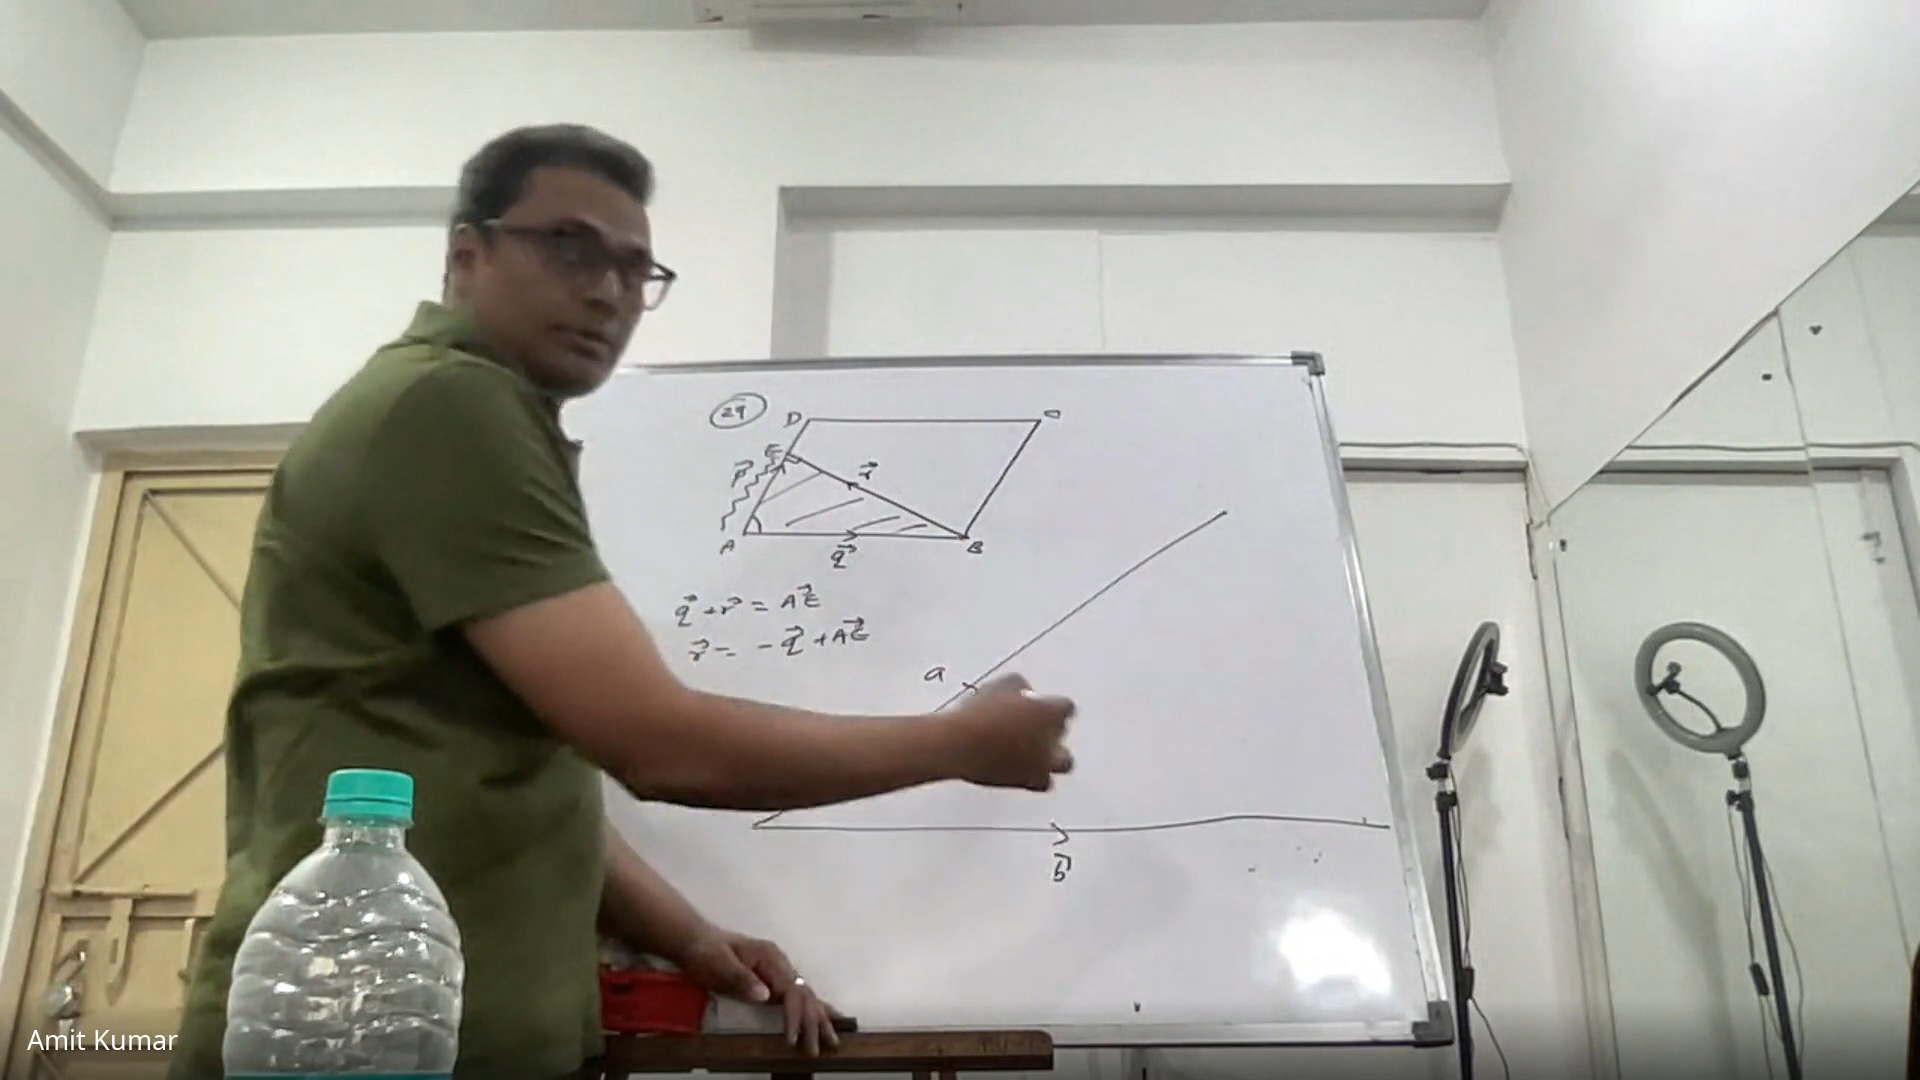 29
D C
E
p⃗ r⃗
A B
q⃗
q⃗ + r⃗ = AE⃗
r⃗ = - q⃗ + AE⃗
a
b⃗
Amit Kumar